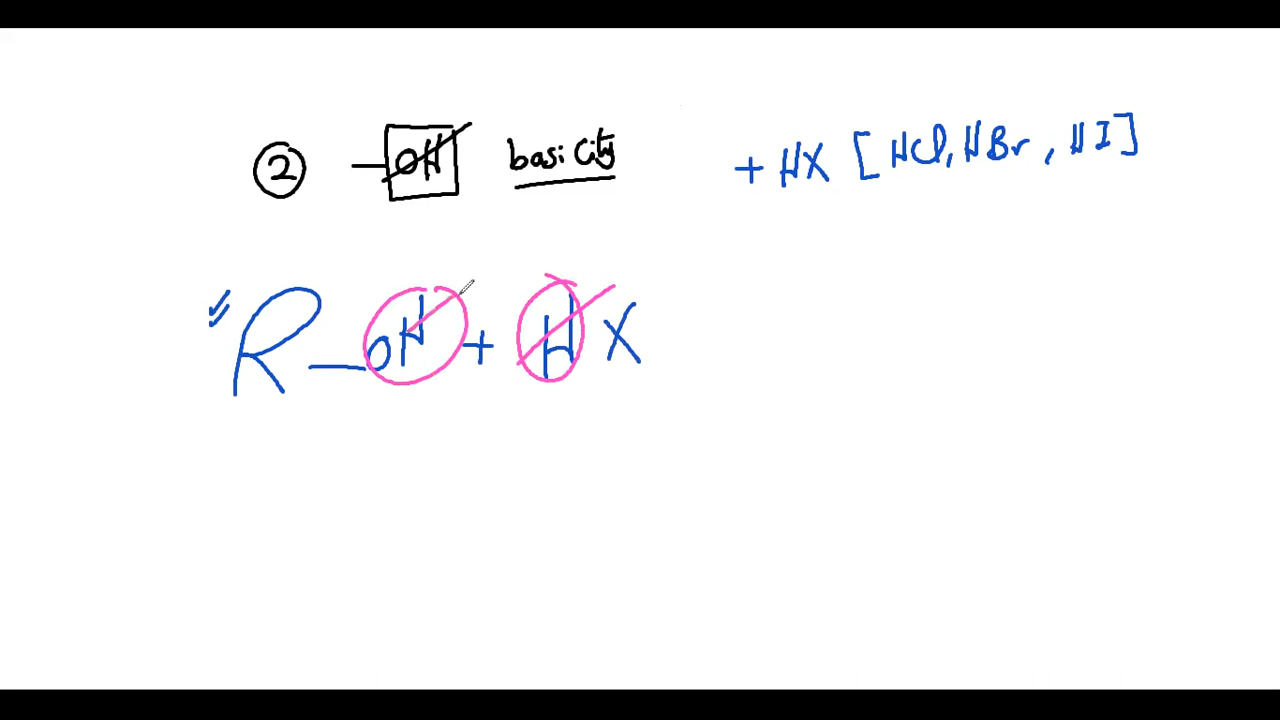 ② -OH basicity + HX [HCl, HBr, HI]
R-OH + HX